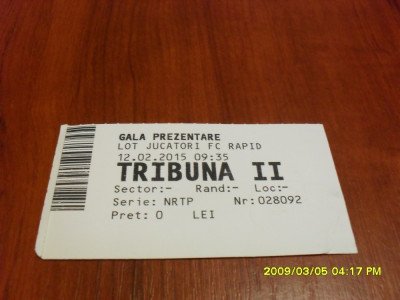 GALA PREZENTARE
LOT JUCATORI FC RAPID
12.02.2015 09:35
TRIBUNA II
Sector:- Rand:- Loc:-
Serie: NRTP Nr: 028092
Pret: 0 LEI
2009/03/05 04:17 PM